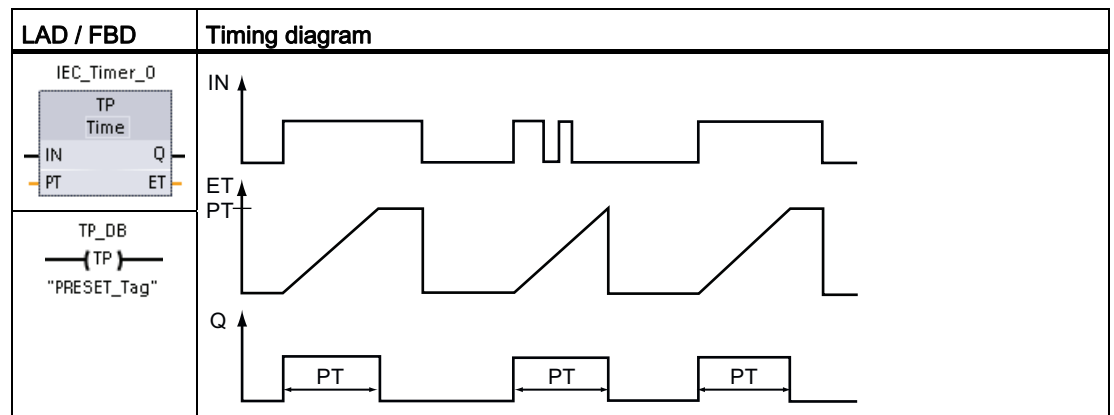 LAD / FBD
Timing diagram
IEC_Timer_0
TP
Time
IN Q
PT ET
TP_DB
( TP )
"PRESET_Tag"
IN
ET
PT
Q
PT PT PT